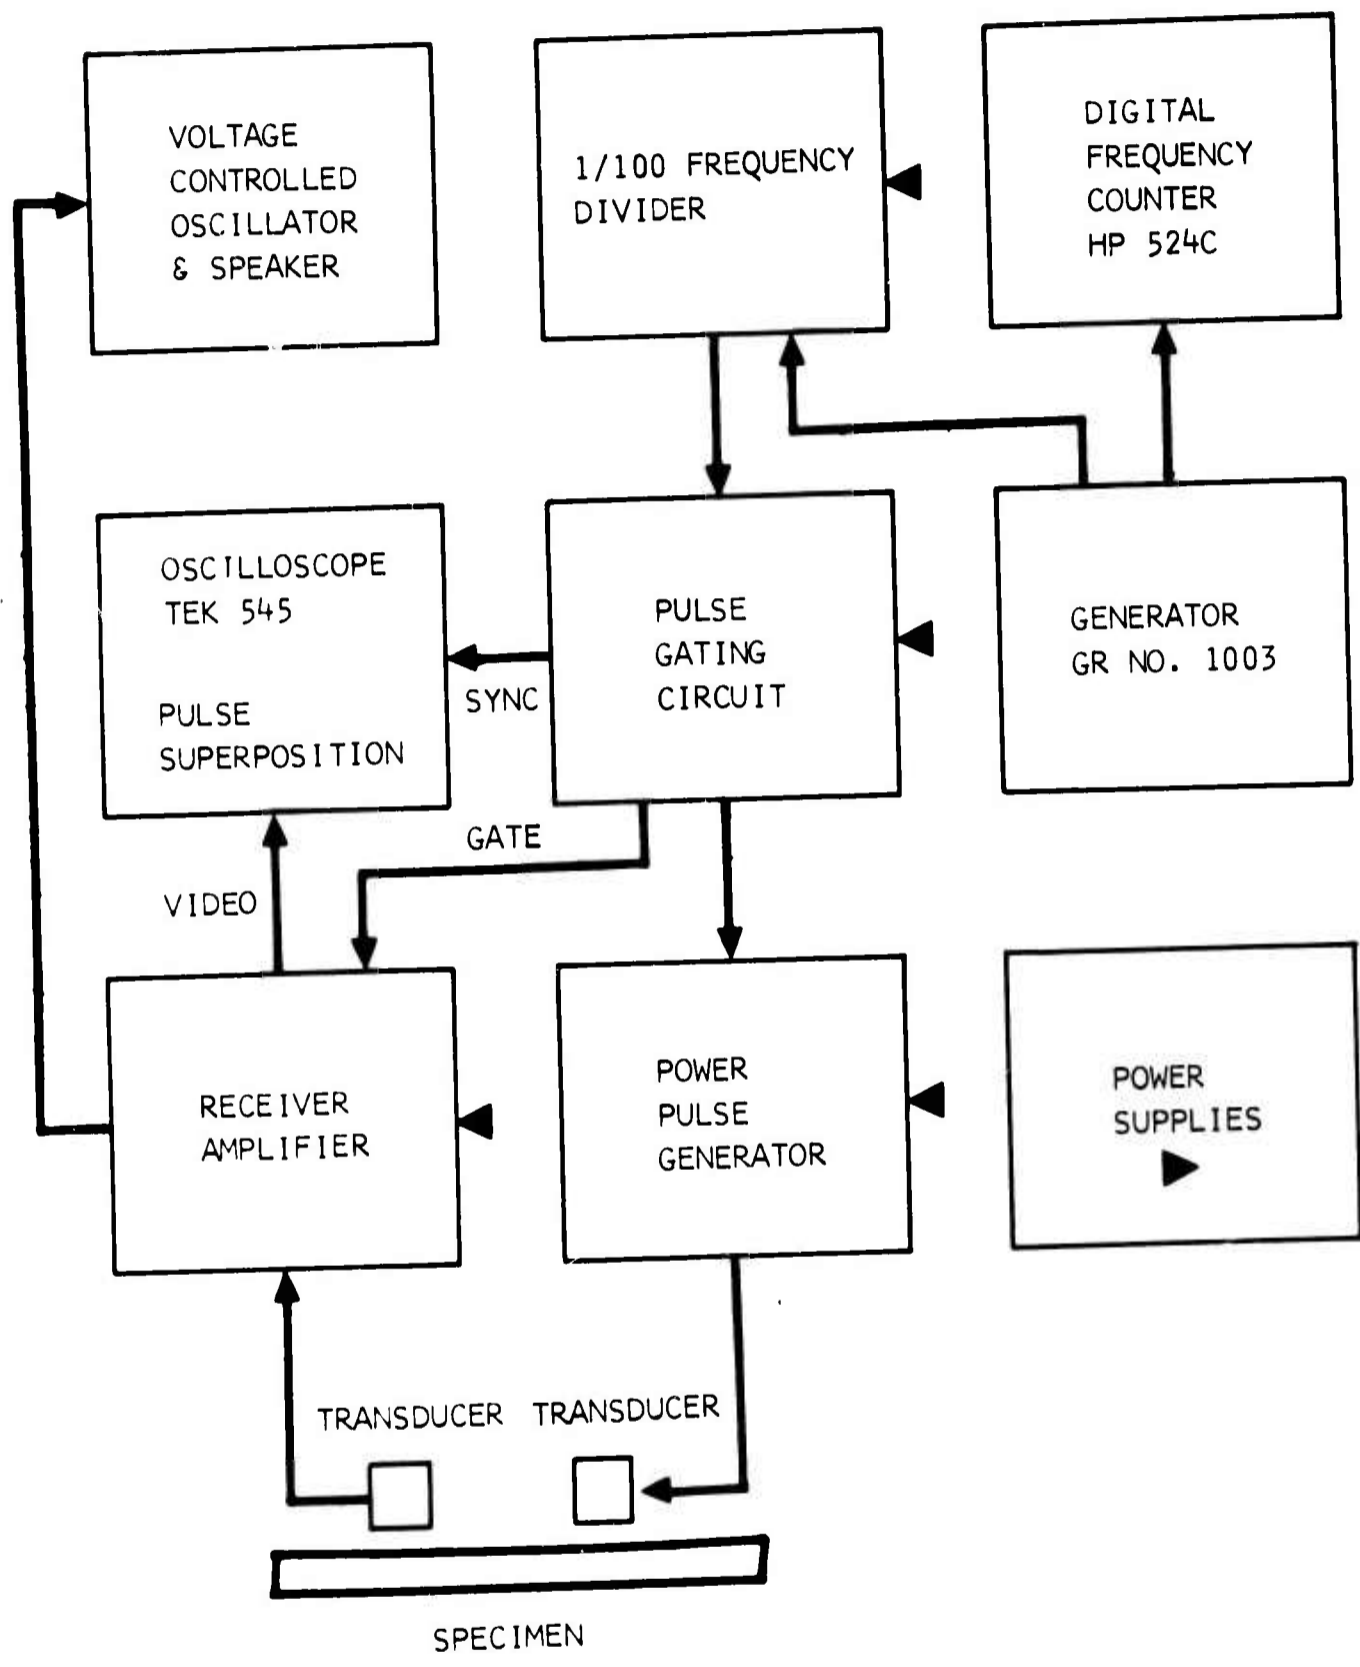 VOLTAGE
CONTROLLED
OSCILLATOR
& SPEAKER
1/100 FREQUENCY
DIVIDER
DIGITAL
FREQUENCY
COUNTER
HP 524C
OSCILLOSCOPE
TEK 545
PULSE
SUPERPOSITION
SYNC
PULSE
GATING
CIRCUIT
GENERATOR
GR NO. 1003
GATE
VIDEO
RECEIVER
AMPLIFIER
POWER
PULSE
GENERATOR
POWER
SUPPLIES
TRANSDUCER TRANSDUCER
SPECIMEN